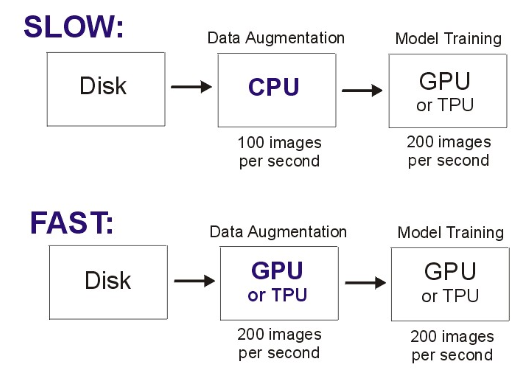 SLOW:
Data Augmentation
Model Training
Disk
CPU
GPU
or TPU
100 images
per second
200 images
per second
FAST:
Data Augmentation
Model Training
Disk
GPU
or TPU
GPU
or TPU
200 images
per second
200 images
per second